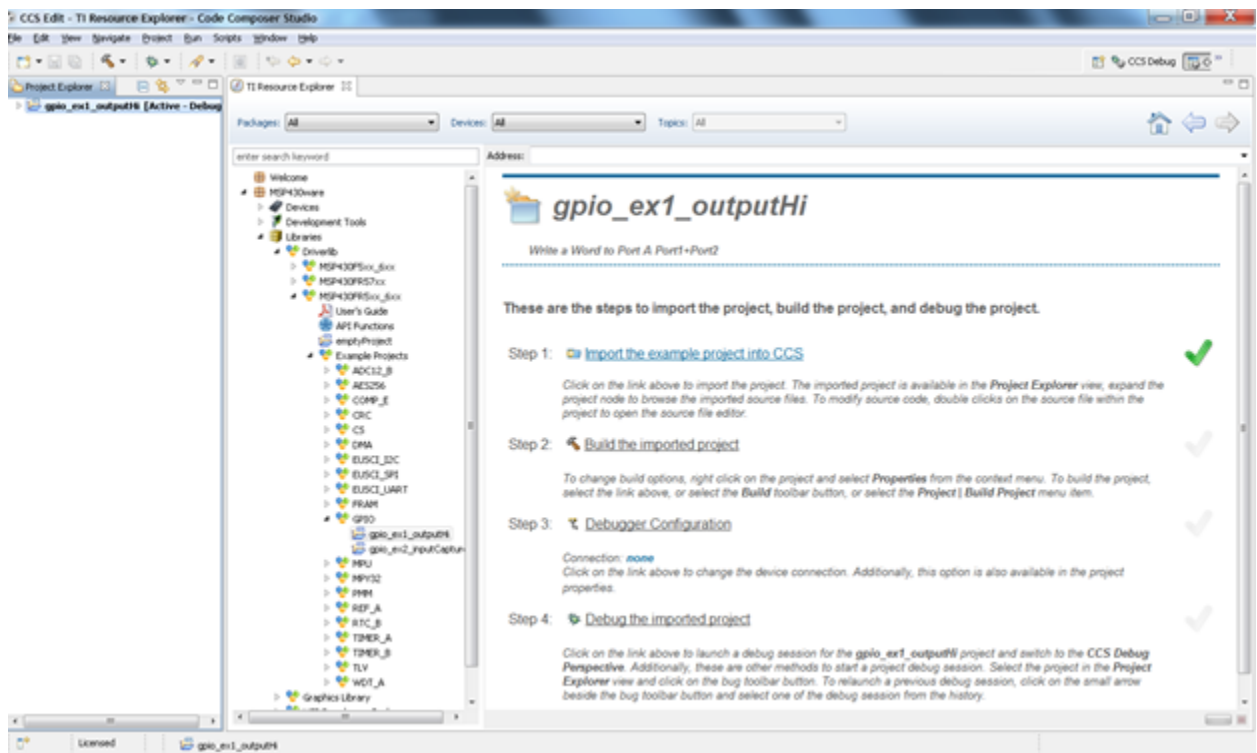 CCS Edit - TI Resource Explorer - Code Composer Studio
File Edit View Navigate Project Run Scripts Window Help
CCS Debug
Project Explorer
TI Resource Explorer
gpio_ex1_outputHi [Active - Debug
Packages: All Devices: All Topics: All
enter search keyword
Address:
Welcome
MSP430ware
Devices
Development Tools
Libraries
Driverlib
MSP430F5xx_6xx
MSP430FR57xx
MSP430FR5xx_6xx
User's Guide
API Functions
emptyProject
Example Projects
ADC12_B
AES256
COMP_E
CRC
CS
DMA
EUSCI_I2C
EUSCI_SPI
EUSCI_UART
FRAM
GPIO
gpio_ex1_outputHi
gpio_ex2_inputCaptur
MPU
MPY32
PMM
REF_A
RTC_B
TIMER_A
TIMER_B
TLV
WDT_A
Graphics Library
gpio_ex1_outputHi
Write a Word to Port A Port1+Port2
These are the steps to import the project, build the project, and debug the project.
Step 1: Import the example project into CCS
Click on the link above to import the project. The imported project is available in the Project Explorer view, expand the
project node to browse the imported source files. To modify source code, double clicks on the source file within the
project to open the source file editor.
Step 2: Build the imported project
To change build options, right click on the project and select Properties from the context menu. To build the project,
select the link above, or select the Build toolbar button, or select the Project | Build Project menu item.
Step 3: Debugger Configuration
Connection: none
Click on the link above to change the device connection. Additionally, this option is also available in the project
properties.
Step 4: Debug the imported project
Click on the link above to launch a debug session for the gpio_ex1_outputHi project and switch to the CCS Debug
Perspective. Additionally, these are other methods to start a project debug session. Select the project in the Project
Explorer view and click on the bug toolbar button. To relaunch a previous debug session, click on the small arrow
beside the bug toolbar button and select one of the debug session from the history.
Licensed gpio_ex1_outputHi